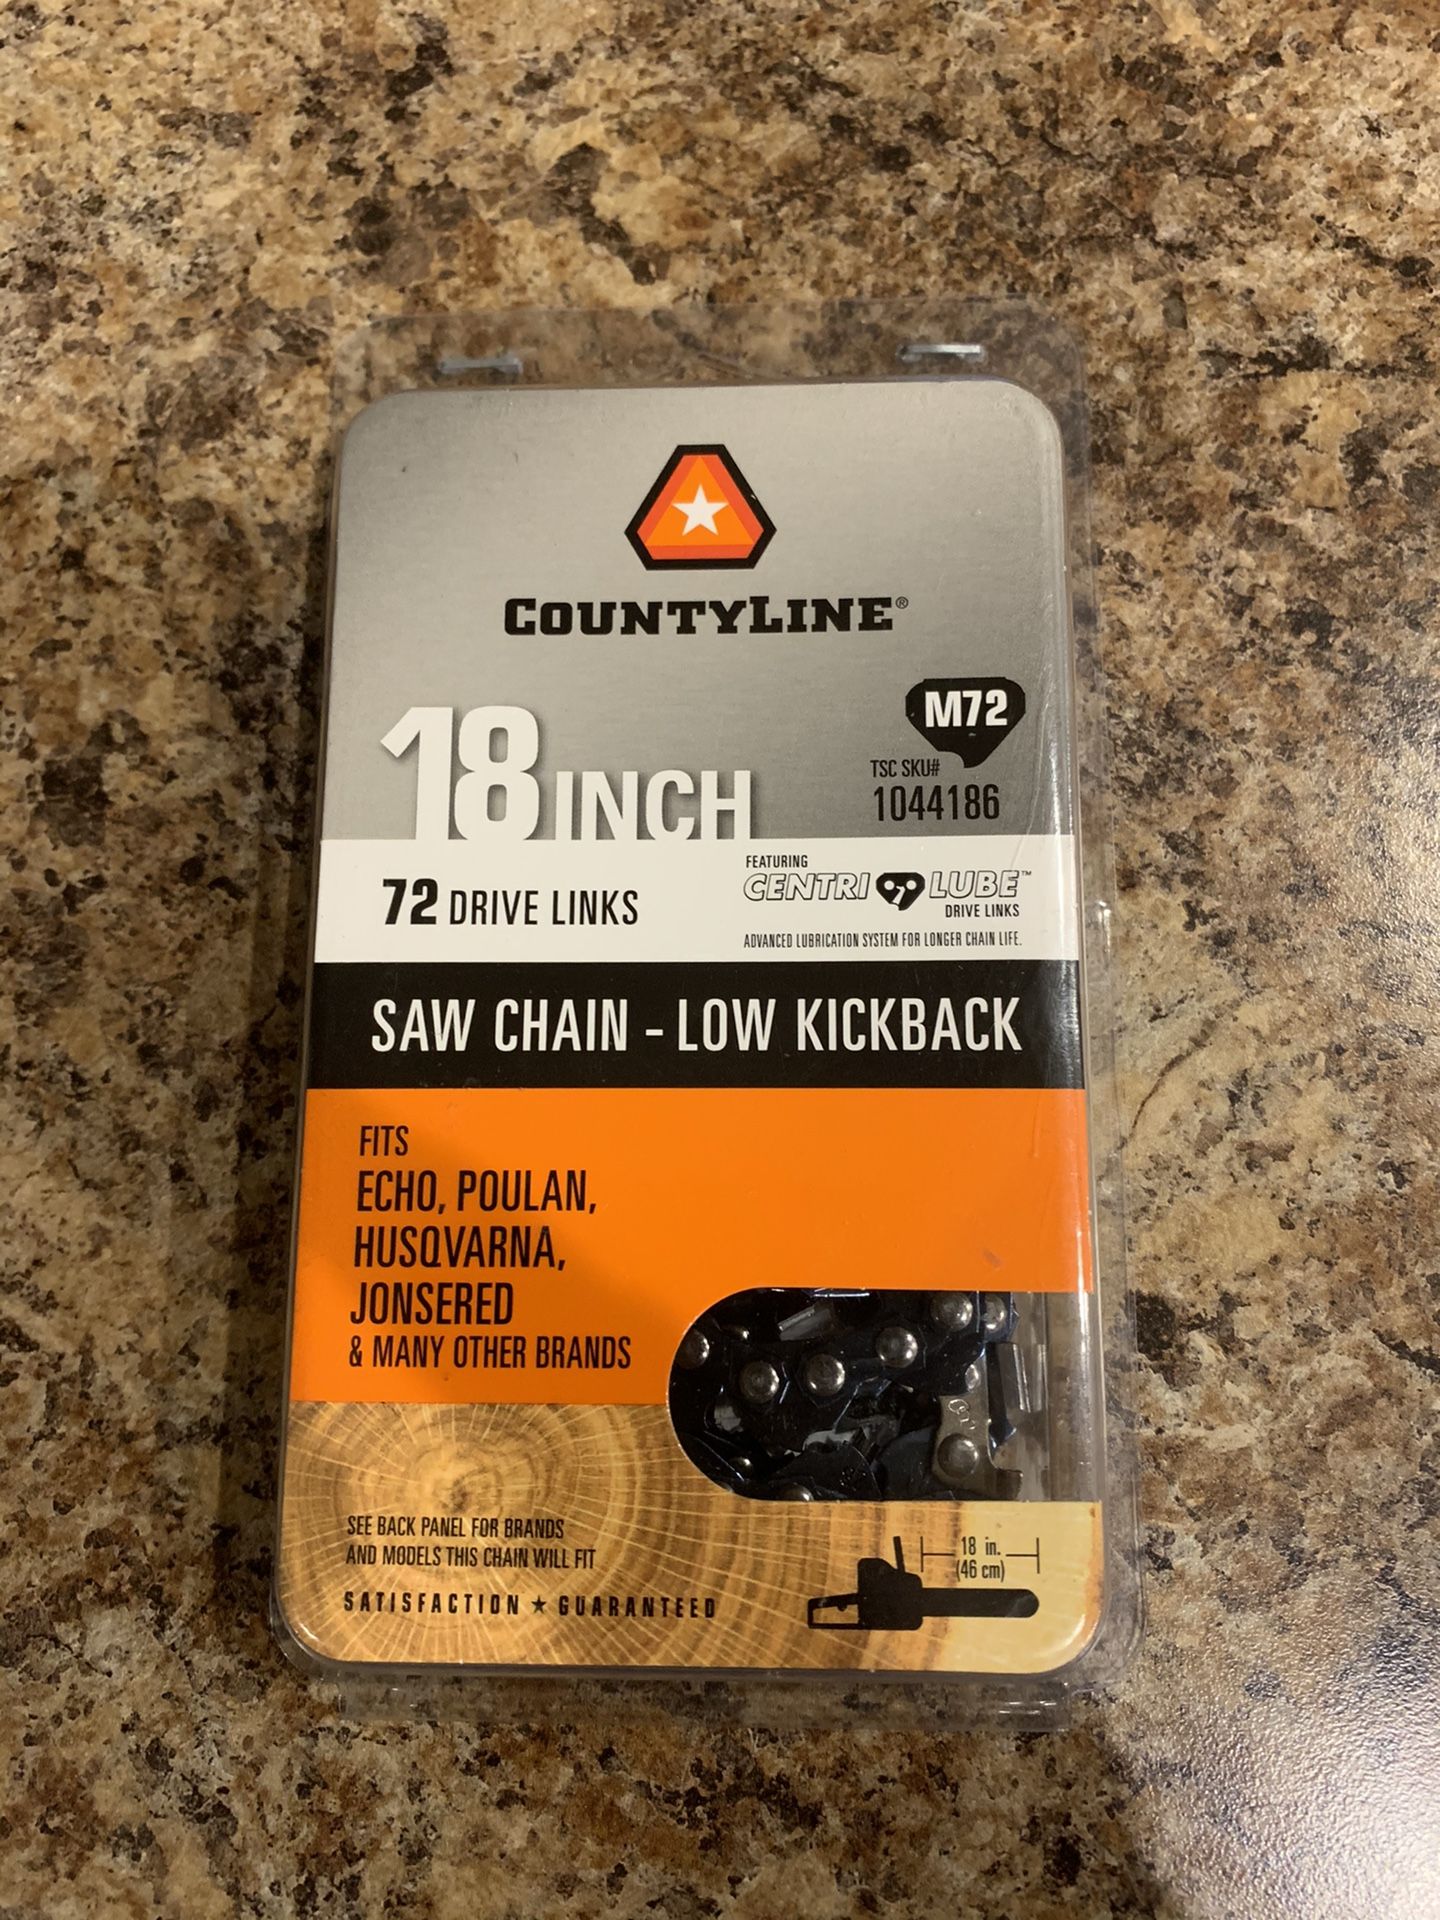 COUNTYLINE®
M72
TSC SKU#
1044186
18 INCH
72 DRIVE LINKS
FEATURING
CENTRI LUBE™
DRIVE LINKS
ADVANCED LUBRICATION SYSTEM FOR LONGER CHAIN LIFE.
SAW CHAIN - LOW KICKBACK
FITS
ECHO, POULAN,
HUSQVARNA,
JONSERED
& MANY OTHER BRANDS
SEE BACK PANEL FOR BRANDS
AND MODELS THIS CHAIN WILL FIT
SATISFACTION ★ GUARANTEED
18 in.
(46 cm)